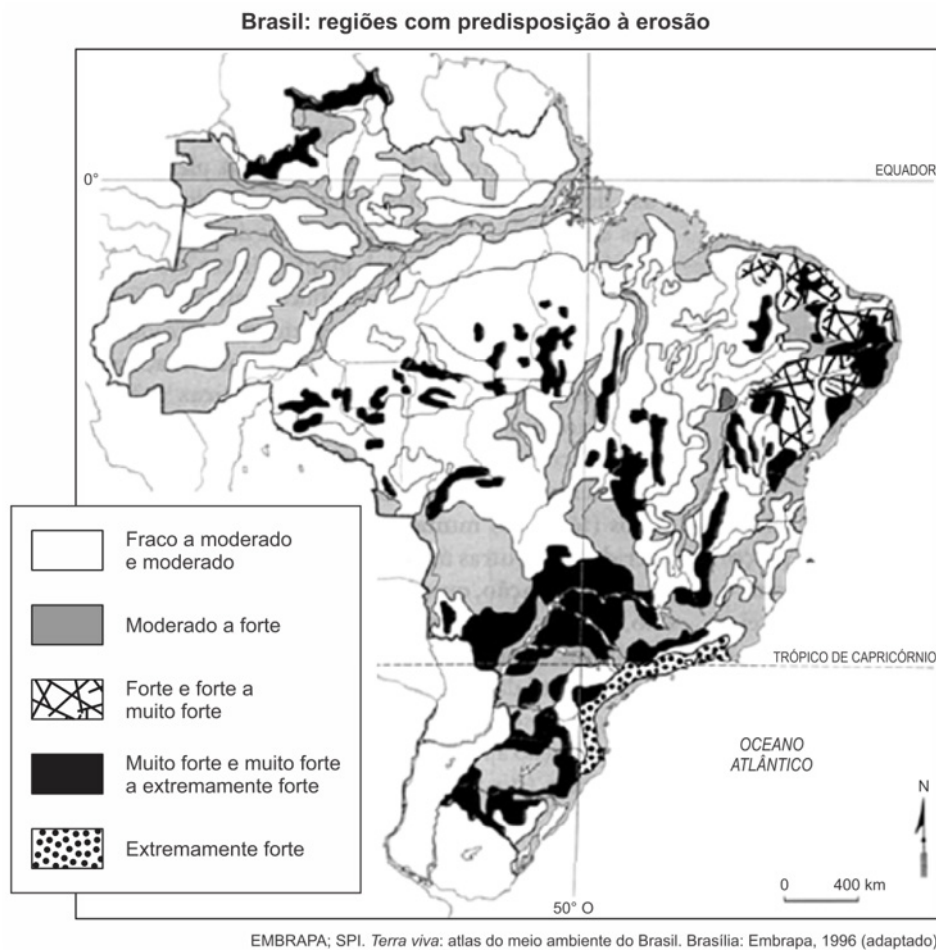 Brasil: regiões com predisposição à erosão
0°
EQUADOR
Fraco a moderado
e moderado
Moderado a forte
Forte e forte a
muito forte
Muito forte e muito forte
a extremamente forte
Extremamente forte
TRÓPICO DE CAPRICÓRNIO
OCEANO
ATLÂNTICO
N
0 400 km
50° O
EMBRAPA; SPI. Terra viva: atlas do meio ambiente do Brasil. Brasília: Embrapa, 1996 (adaptado)